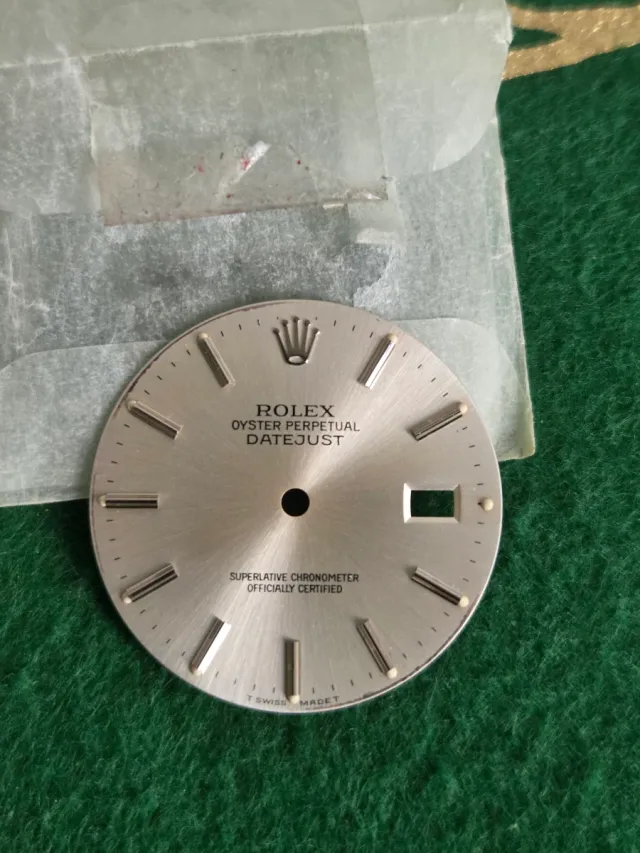 ROLEX
OYSTER PERPETUAL
DATEJUST
SUPERLATIVE CHRONOMETER
OFFICIALLY CERTIFIED
T SWISS MADE T